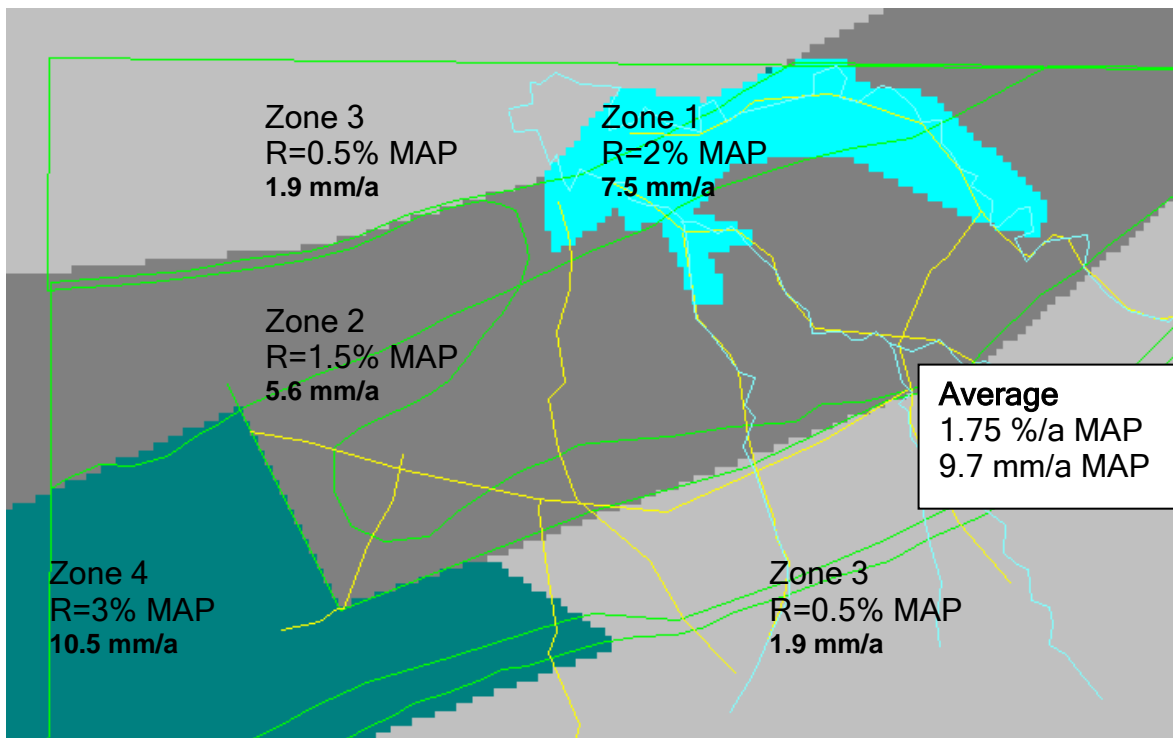 Zone 3
R=0.5% MAP
1.9 mm/a
Zone 1
R=2% MAP
7.5 mm/a
Zone 2
R=1.5% MAP
5.6 mm/a
Average
1.75 %/a MAP
9.7 mm/a MAP
Zone 4
R=3% MAP
10.5 mm/a
Zone 3
R=0.5% MAP
1.9 mm/a